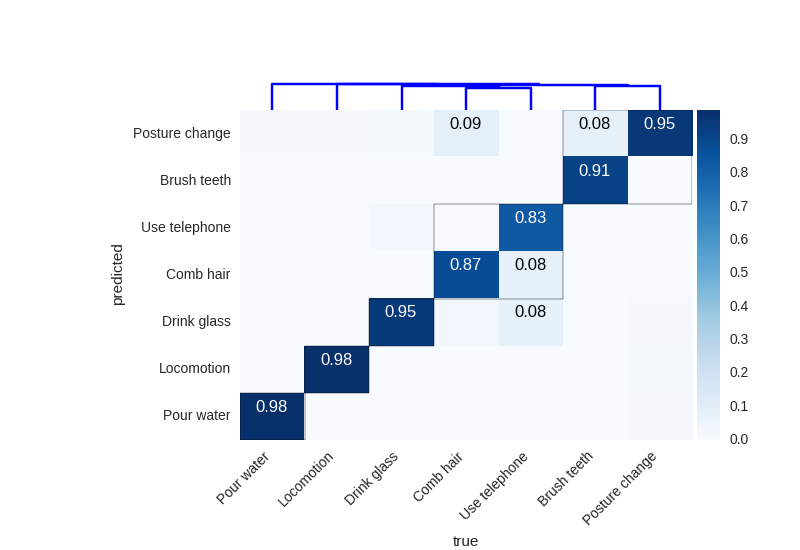 Posture change 0.09 0.08 0.95
Brush teeth 0.91
Use telephone 0.83
Comb hair 0.87 0.08
Drink glass 0.95 0.08
Locomotion 0.98
Pour water 0.98
predicted
0.9
0.8
0.7
0.6
0.5
0.4
0.3
0.2
0.1
0.0
Pour water
Locomotion
Drink glass
Comb hair
Use telephone
Brush teeth
Posture change
true